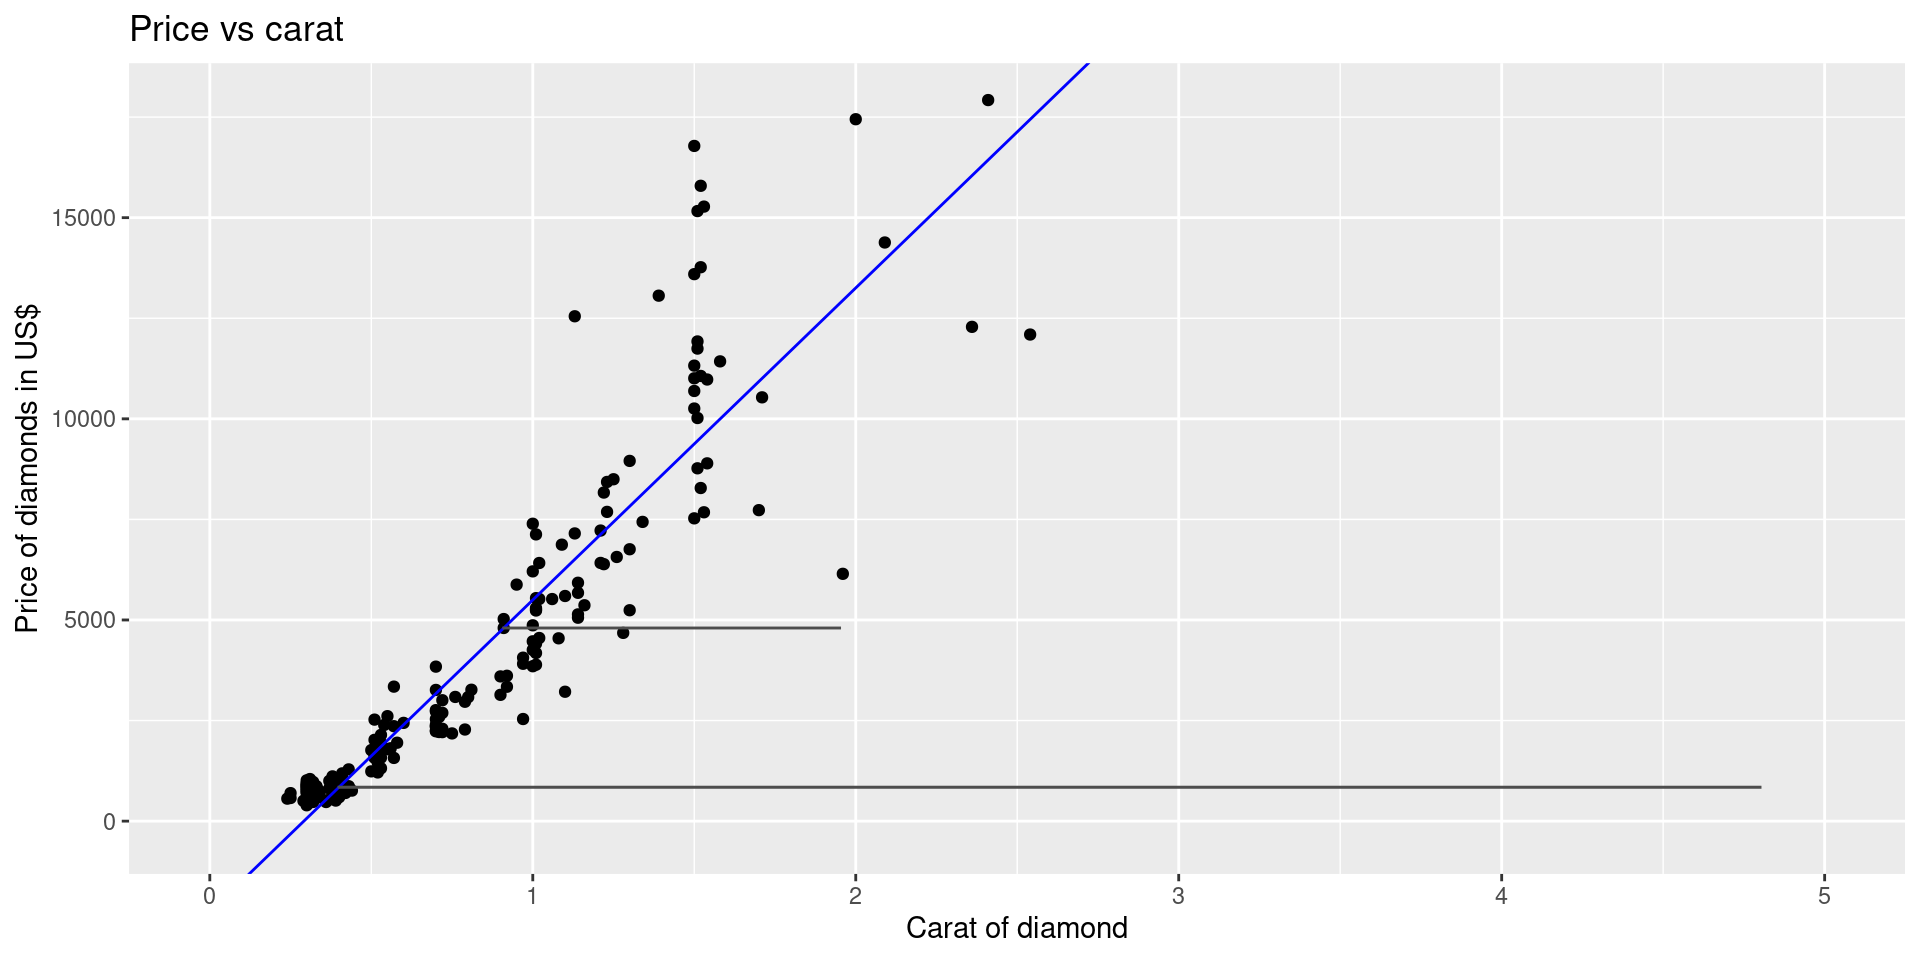 Price vs carat
Price of diamonds in US$
15000
10000
5000
0
0 1 2 3 4 5
Carat of diamond